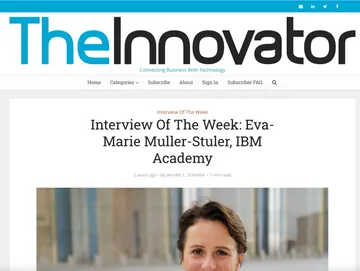 TheInnovator
Connecting Business With Technology
Home Categories Subscribe About Sign in Subscriber FAQ
Interview Of The Week
Interview Of The Week: Eva-
Marie Muller-Stuler, IBM
Academy
2 years ago • by Jennifer L. Schenker • 1 min read